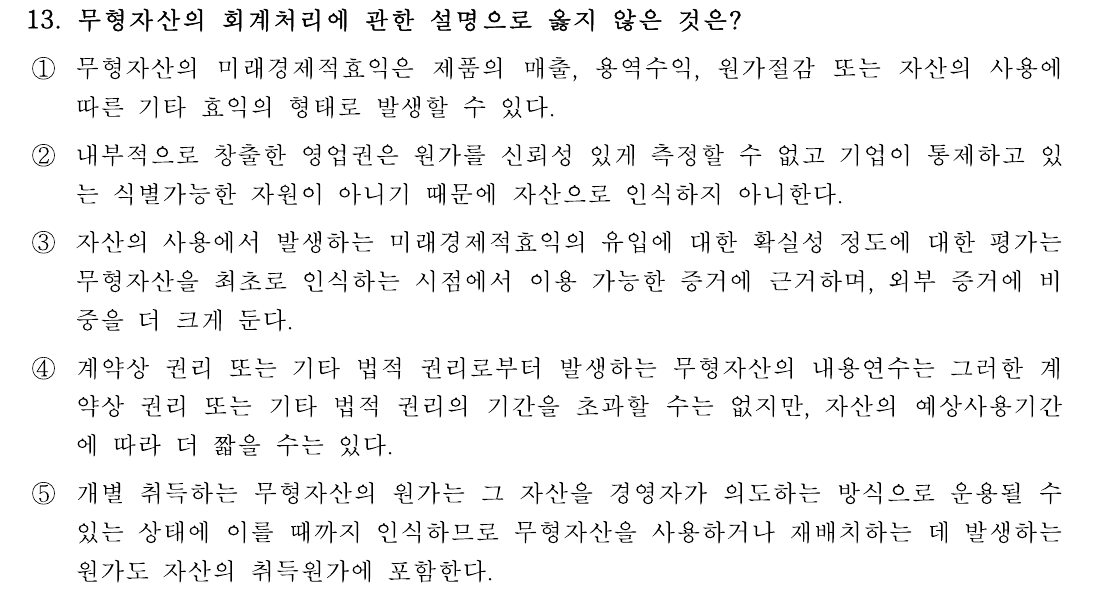 13. 무형자산의 회계처리에 관한 설명으로 옳지 않은 것은?
① 무형자산의 미래경제적효익은 제품의 매출, 용역수익, 원가절감 또는 자산의 사용에
따른 기타 효익의 형태로 발생할 수 있다.
② 내부적으로 창출한 영업권은 원가를 신뢰성 있게 측정할 수 없고 기업이 통제하고 있
는 식별가능한 자원이 아니기 때문에 자산으로 인식하지 아니한다.
③ 자산의 사용에서 발생하는 미래경제적효익의 유입에 대한 확실성 정도에 대한 평가는
무형자산을 최초로 인식하는 시점에서 이용 가능한 증거에 근거하며, 외부 증거에 비
중을 더 크게 둔다.
④ 계약상 권리 또는 기타 법적 권리로부터 발생하는 무형자산의 내용연수는 그러한 계
약상 권리 또는 기타 법적 권리의 기간을 초과할 수는 없지만, 자산의 예상사용기간
에 따라 더 짧을 수는 있다.
⑤ 개별 취득하는 무형자산의 원가는 그 자산을 경영자가 의도하는 방식으로 운용될 수
있는 상태에 이를 때까지 인식하므로 무형자산을 사용하거나 재배치하는 데 발생하는
원가도 자산의 취득원가에 포함한다.